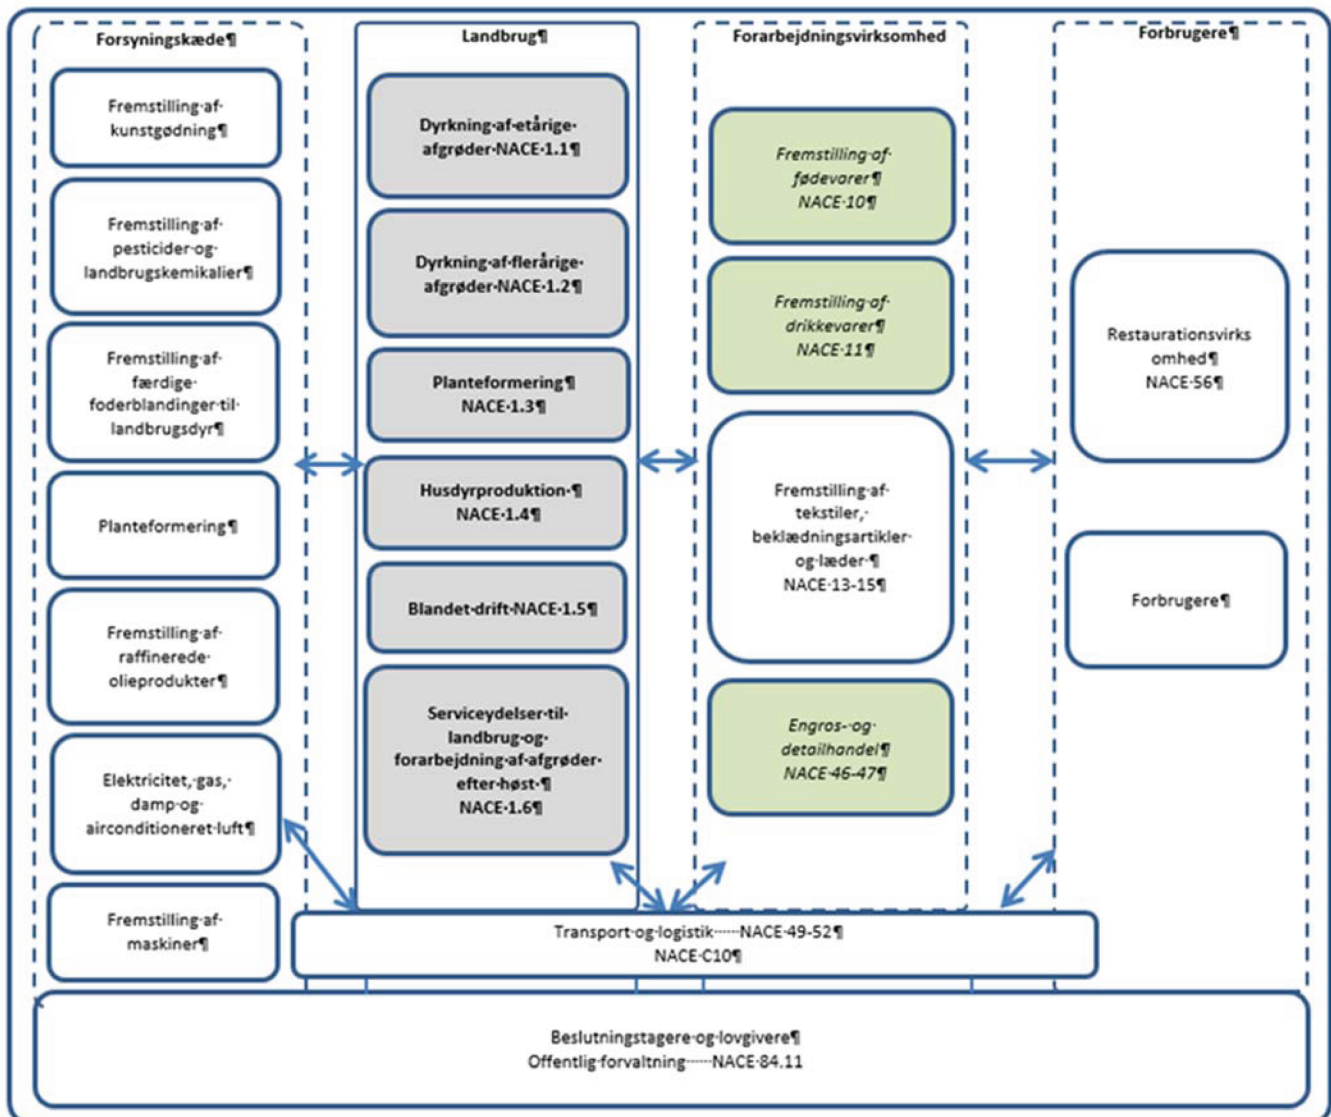 Forsyningskæde¶
Fremstilling·af·
kunstgødning¶
Fremstilling·af·
pesticider·og·
landbrugskemikalier¶
Fremstilling·af·
færdige·
foderblandinger·til·
landbrugsdyr¶
Planteformering¶
Fremstilling·af·
raffinerede·
olieprodukter¶
Elektricitet,·gas,·
damp·og·
airconditioneret·luft¶
Fremstilling·af·
maskiner¶
Landbrug¶
Dyrkning·af·etårige·
afgrøder·NACE·1.1¶
Dyrkning·af·flerårige·
afgrøder·NACE·1.2¶
Planteformering¶
NACE·1.3¶
Husdyrproduktion·¶
NACE·1.4¶
Blandet·drift·NACE·1.5¶
Serviceydelser·til·
landbrug·og·
forarbejdning·af·afgrøder·
efter·høst·¶
NACE·1.6¶
Forarbejdningsvirksomhed
Fremstilling·af·
fødevarer¶
NACE·10¶
Fremstilling·af·
drikkevarer¶
NACE·11¶
Fremstilling·af·
tekstiler,·
beklædningsartikler·
og·læder·¶
NACE·13-15¶
Engros-·og·
detailhandel¶
NACE·46-47¶
Forbrugere¶
Restaurationsvirks
omhed¶
NACE·56¶
Forbrugere¶
Transport·og·logistik······NACE·49-52¶
NACE·C10¶
Beslutningstagere·og·lovgivere¶
Offentlig·forvaltning······NACE·84.11